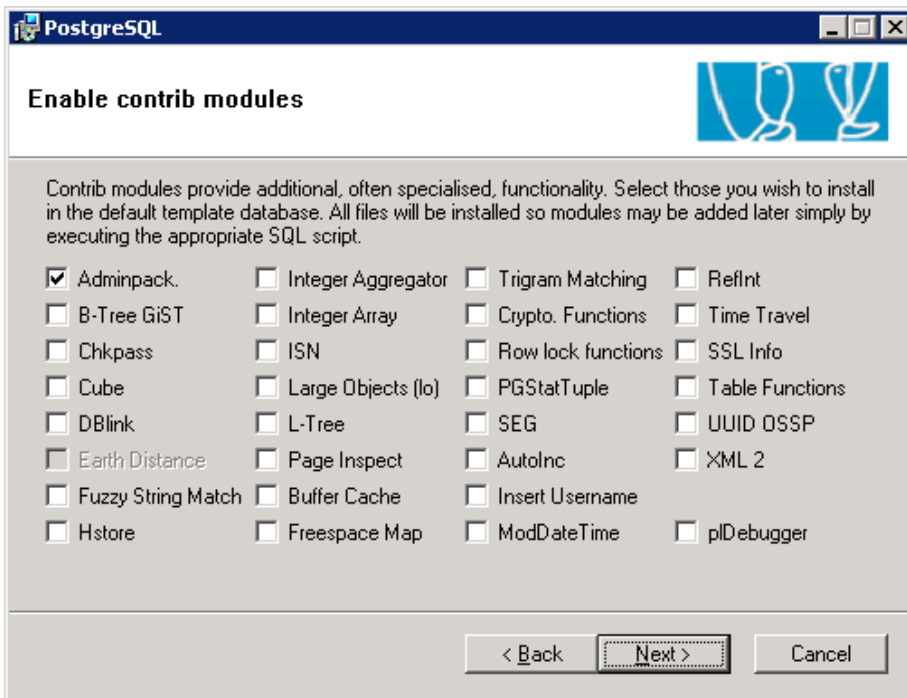 PostgreSQL
Enable contrib modules
Contrib modules provide additional, often specialised, functionality. Select those you wish to install
in the default template database. All files will be installed so modules may be added later simply by
executing the appropriate SQL script.
Adminpack. Integer Aggregator Trigram Matching RefInt
B-Tree GiST Integer Array Crypto. Functions Time Travel
Chkpass ISN Row lock functions SSL Info
Cube Large Objects (lo) PGStatTuple Table Functions
DBlink L-Tree SEG UUID OSSP
Earth Distance Page Inspect AutoInc XML 2
Fuzzy String Match Buffer Cache Insert Username
Hstore Freespace Map ModDateTime plDebugger
< Back Next > Cancel